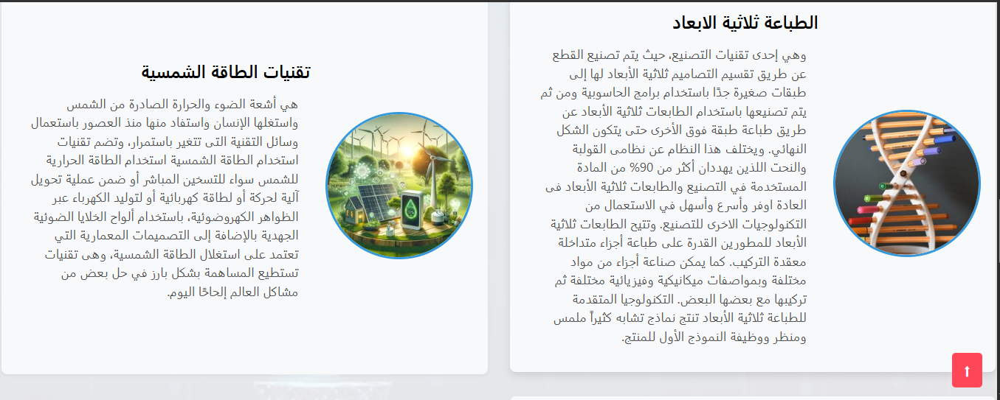 الطباعة ثلاثية الابعاد
وهي إحدى تقنيات التصنيع، حيث يتم تصنيع القطع
عن طريق تقسيم التصاميم ثلاثية الأبعاد لها إلى
طبقات صغيرة جدًا باستخدام برامج الحاسوبية ومن ثم
يتم تصنيعها باستخدام الطابعات ثلاثية الأبعاد عن
طريق طباعة طبقة فوق الأخرى حتى يتكون الشكل
النهائي. ويختلف هذا النظام عن نظامى القولبة
والنحت اللذين يهددان أكثر من 90% من المادة
المستخدمة في التصنيع والطابعات ثلاثية الأبعاد فى
العادة اوفر وأسرع وأسهل في الاستعمال من
التكنولوجيات الاخرى للتصنيع. وتتيح الطابعات ثلاثية
الأبعاد للمطورين القدرة على طباعة أجزاء متداخلة
معقدة التركيب. كما يمكن صناعة أجزاء من مواد
مختلفة وبمواصفات ميكانيكية وفيزيائية مختلفة ثم
تركيبها مع بعضها البعض. التكنولوجيا المتقدمة
للطباعة ثلاثية الأبعاد تنتج نماذج تشابه كثيراً ملمس
ومنظر ووظيفة النموذج الأول للمنتج.
تقنيات الطاقة الشمسية
هي أشعة الضوء والحرارة الصادرة من الشمس
واستغلها الإنسان واستفاد منها منذ العصور باستعمال
وسائل التقنية التى تتغير باستمرار، وتضم تقنيات
استخدام الطاقة الشمسية استخدام الطاقة الحرارية
للشمس سواء للتسخين المباشر أو ضمن عملية تحويل
آلية لحركة أو لطاقة كهربائية أو لتوليد الكهرباء عبر
الظواهر الكهروضوئية، باستخدام ألواح الخلايا الضوئية
الجهدية بالإضافة إلى التصميمات المعمارية التي
تعتمد على استغلال الطاقة الشمسية، وهى تقنيات
تستطيع المساهمة بشكل بارز في حل بعض من
مشاكل العالم إلحاحًا اليوم.